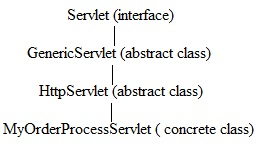 Servlet (interface)
GenericServlet (abstract class)
HttpServlet (abstract class)
MyOrderProcessServlet ( concrete class)